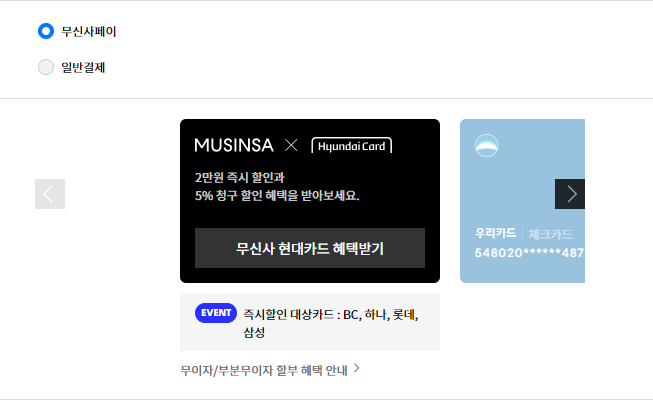 무신사페이
일반결제
MUSINSA × Hyundai Card
2만원 즉시 할인과
5% 청구 할인 혜택을 받아보세요.
무신사 현대카드 혜택받기
우리카드 | 체크카드
548020******487
EVENT 즉시할인 대상카드 : BC, 하나, 롯데,
삼성
무이자/부분무이자 할부 혜택 안내 >